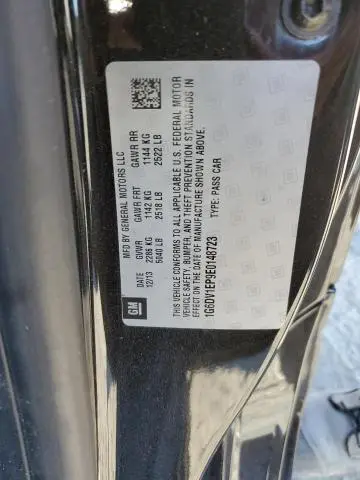 MFD BY GENERAL MOTORS LLC
DATE GVWR GAWR FRT GAWR RR
12/13 2286 KG 1142 KG 1144 KG
5040 LB 2518 LB 2522 LB
THIS VEHICLE CONFORMS TO ALL APPLICABLE U.S. FEDERAL MOTOR
VEHICLE SAFETY, BUMPER, AND THEFT PREVENTION STANDARDS IN
EFFECT ON THE DATE OF MANUFACTURE SHOWN ABOVE.
1G6DV1EP9E0148723 TYPE: PASS CAR
GM